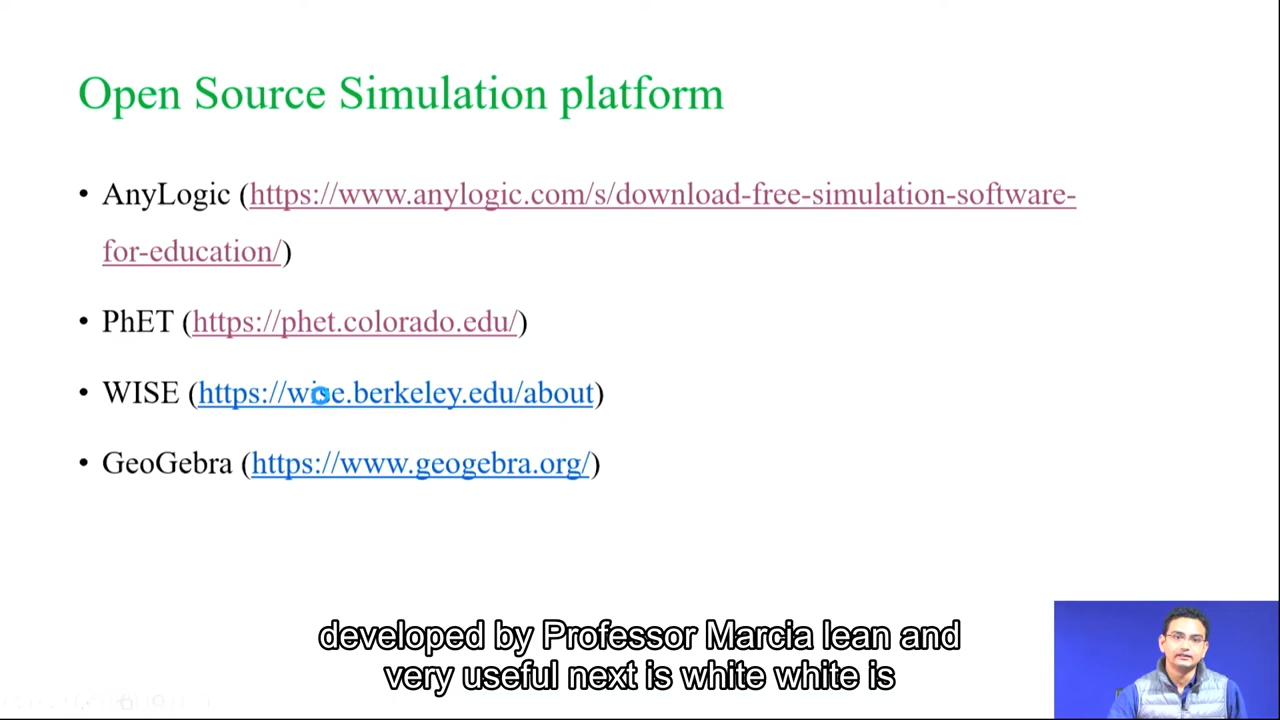 Open Source Simulation platform
• AnyLogic (https://www.anylogic.com/s/download-free-simulation-software-
for-education/)
• PhET (https://phet.colorado.edu/)
• WISE (https://wise.berkeley.edu/about)
• GeoGebra (https://www.geogebra.org/)
developed by Professor Marcia lean and
very useful next is white white is